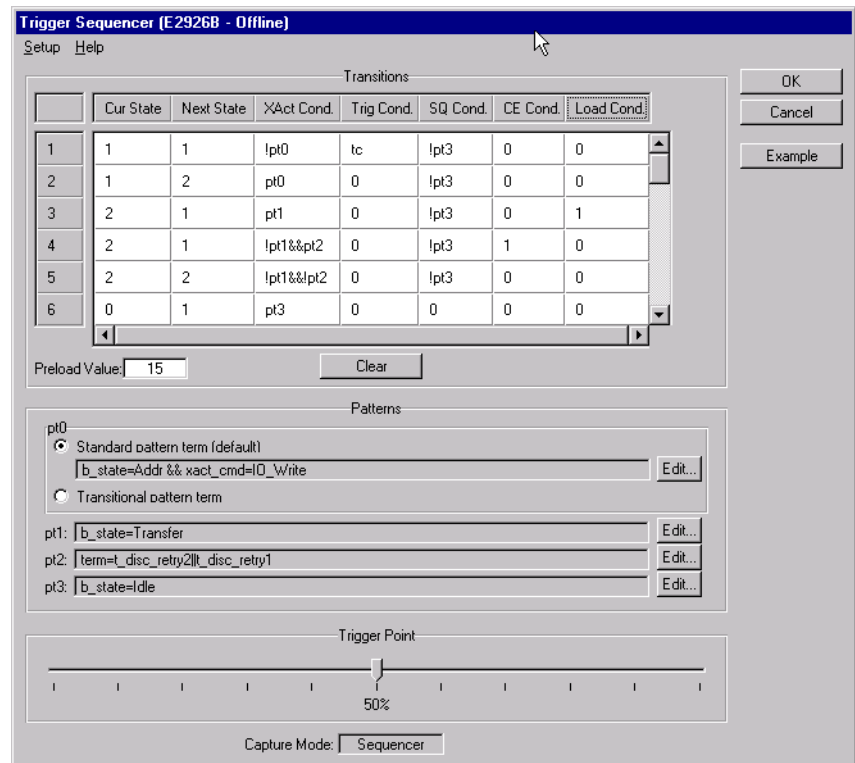 Trigger Sequencer (E2926B - Offline)
Setup Help
Transitions
Cur State Next State XAct Cond. Trig Cond. SQ Cond. CE Cond. Load Cond.
1 1 1 !pt0 tc !pt3 0 0
2 1 2 pt0 0 !pt3 0 0
3 2 1 pt1 0 !pt3 0 1
4 2 1 !pt1&&pt2 0 !pt3 1 0
5 2 2 !pt1&&!pt2 0 !pt3 0 0
6 0 1 pt3 0 0 0 0
Preload Value: 15 Clear
OK
Cancel
Example
Patterns
pt0
Standard pattern term (default)
b_state=Addr && xact_cmd=IO_Write Edit...
Transitional pattern term
pt1: b_state=Transfer Edit...
pt2: term=t_disc_retry2||t_disc_retry1 Edit...
pt3: b_state=Idle Edit...
Trigger Point
50%
Capture Mode: Sequencer